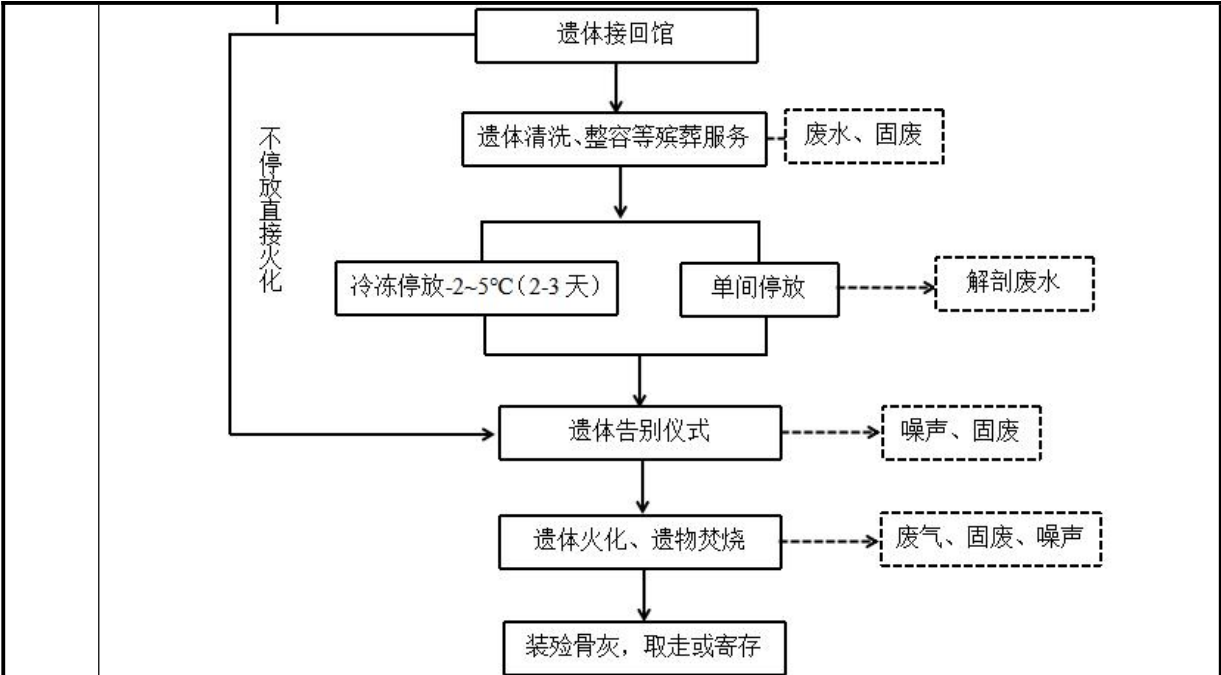 遗体接回馆
不停放直接火化
遗体清洗、整容等殡葬服务
废水、固废
冷冻停放-2~5℃（2-3 天）
单间停放
解剖废水
遗体告别仪式
噪声、固废
遗体火化、遗物焚烧
废气、固废、噪声
装殓骨灰，取走或寄存